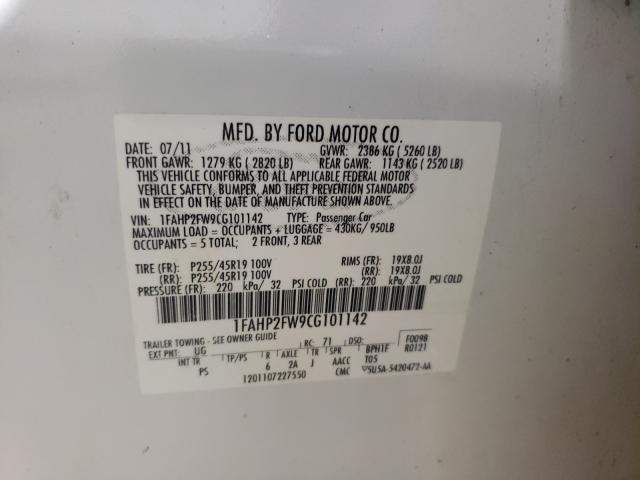 MFD. BY FORD MOTOR CO.
DATE: 07/11 GVWR: 2386 KG ( 5260 LB)
FRONT GAWR: 1279 KG ( 2820 LB) REAR GAWR: 1143 KG ( 2520 LB)
THIS VEHICLE CONFORMS TO ALL APPLICABLE FEDERAL MOTOR
VEHICLE SAFETY, BUMPER, AND THEFT PREVENTION STANDARDS
IN EFFECT ON THE DATE OF MANUFACTURE SHOWN ABOVE.
VIN: 1FAHP2FW9CG101142 TYPE: Passenger Car
MAXIMUM LOAD = OCCUPANTS + LUGGAGE = 430KG/ 950LB
OCCUPANTS = 5 TOTAL; 2 FRONT, 3 REAR
TIRE (FR): P255/45R19 100V RIMS (FR): 19X8.0J
(RR): P255/45R19 100V (RR): 19X8.0J
PRESSURE (FR): 220 kPa/ 32 PSI COLD (RR): 220 kPa/ 32 PSI COLD
1FAHP2FW9CG101142
TRAILER TOWING - SEE OWNER GUIDE F0098
EXT PNT: UG RC: 71 DSO: R0121
INT TR TP/PS R AXLE TR SPR BPH1F
PS 6 2A J AACC T05
1201107227550 CMC 5U5A-5420472-AA